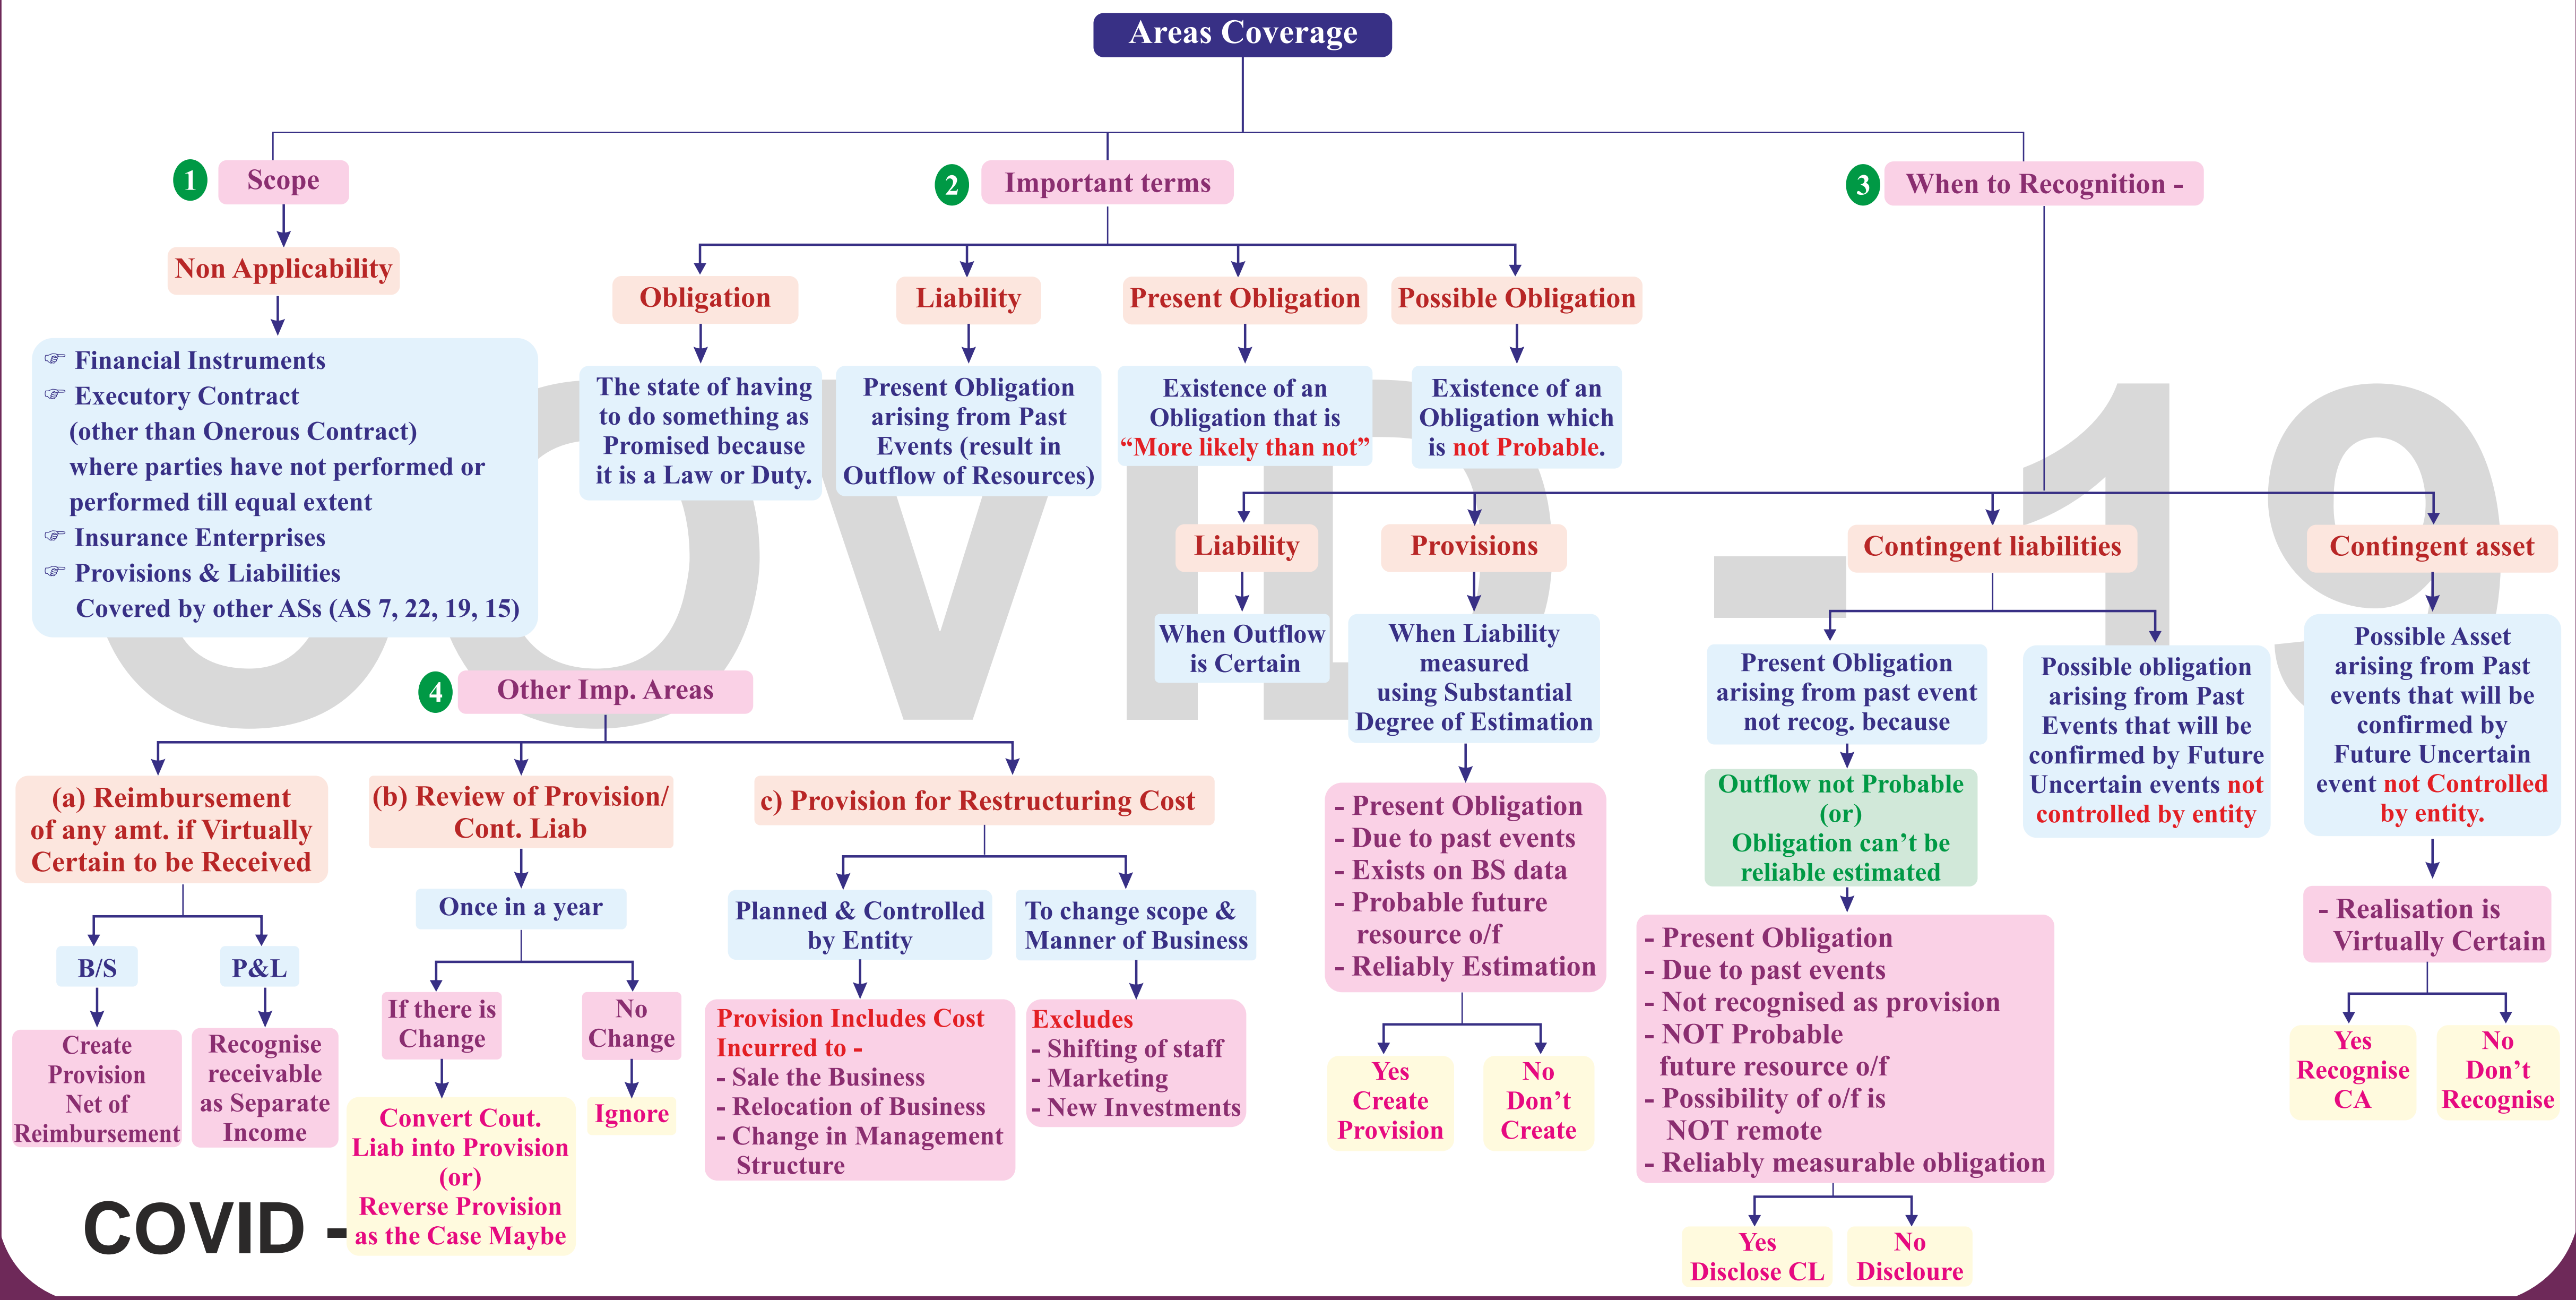 Areas Coverage
1
Scope
Non Applicability
☞ Financial Instruments
☞ Executory Contract
(other than Onerous Contract)
where parties have not performed or
performed till equal extent
☞ Insurance Enterprises
☞ Provisions & Liabilities
Covered by other ASs (AS 7, 22, 19, 15)
2
Important terms
Obligation
The state of having
to do something as
Promised because
it is a Law or Duty.
Liability
Present Obligation
arising from Past
Events (result in
Outflow of Resources)
Present Obligation
Existence of an
Obligation that is
“More likely than not”
Possible Obligation
Existence of an
Obligation which
is not Probable.
3
When to Recognition -
Liability
When Outflow
is Certain
Provisions
When Liability
measured
using Substantial
Degree of Estimation
- Present Obligation
- Due to past events
- Exists on BS data
- Probable future
resource o/f
- Reliably Estimation
Yes
Create
Provision
No
Don’t
Create
Contingent liabilities
Present Obligation
arising from past event
not recog. because
Outflow not Probable
(or)
Obligation can’t be
reliable estimated
- Present Obligation
- Due to past events
- Not recognised as provision
- NOT Probable
future resource o/f
- Possibility of o/f is
NOT remote
- Reliably measurable obligation
Yes
Disclose CL
No
Discloure
Possible obligation
arising from Past
Events that will be
confirmed by Future
Uncertain events not
controlled by entity
Contingent asset
Possible Asset
arising from Past
events that will be
confirmed by
Future Uncertain
event not Controlled
by entity.
- Realisation is
Virtually Certain
Yes
Recognise
CA
No
Don’t
Recognise
4
Other Imp. Areas
(a) Reimbursement
of any amt. if Virtually
Certain to be Received
B/S
Create
Provision
Net of
Reimbursement
P&L
Recognise
receivable
as Separate
Income
(b) Review of Provision/
Cont. Liab
Once in a year
If there is
Change
Convert Cout.
Liab into Provision
(or)
Reverse Provision
as the Case Maybe
No
Change
Ignore
c) Provision for Restructuring Cost
Planned & Controlled
by Entity
Provision Includes Cost
Incurred to -
- Sale the Business
- Relocation of Business
- Change in Management
Structure
To change scope &
Manner of Business
Excludes
- Shifting of staff
- Marketing
- New Investments
COVID -
COVID - 19